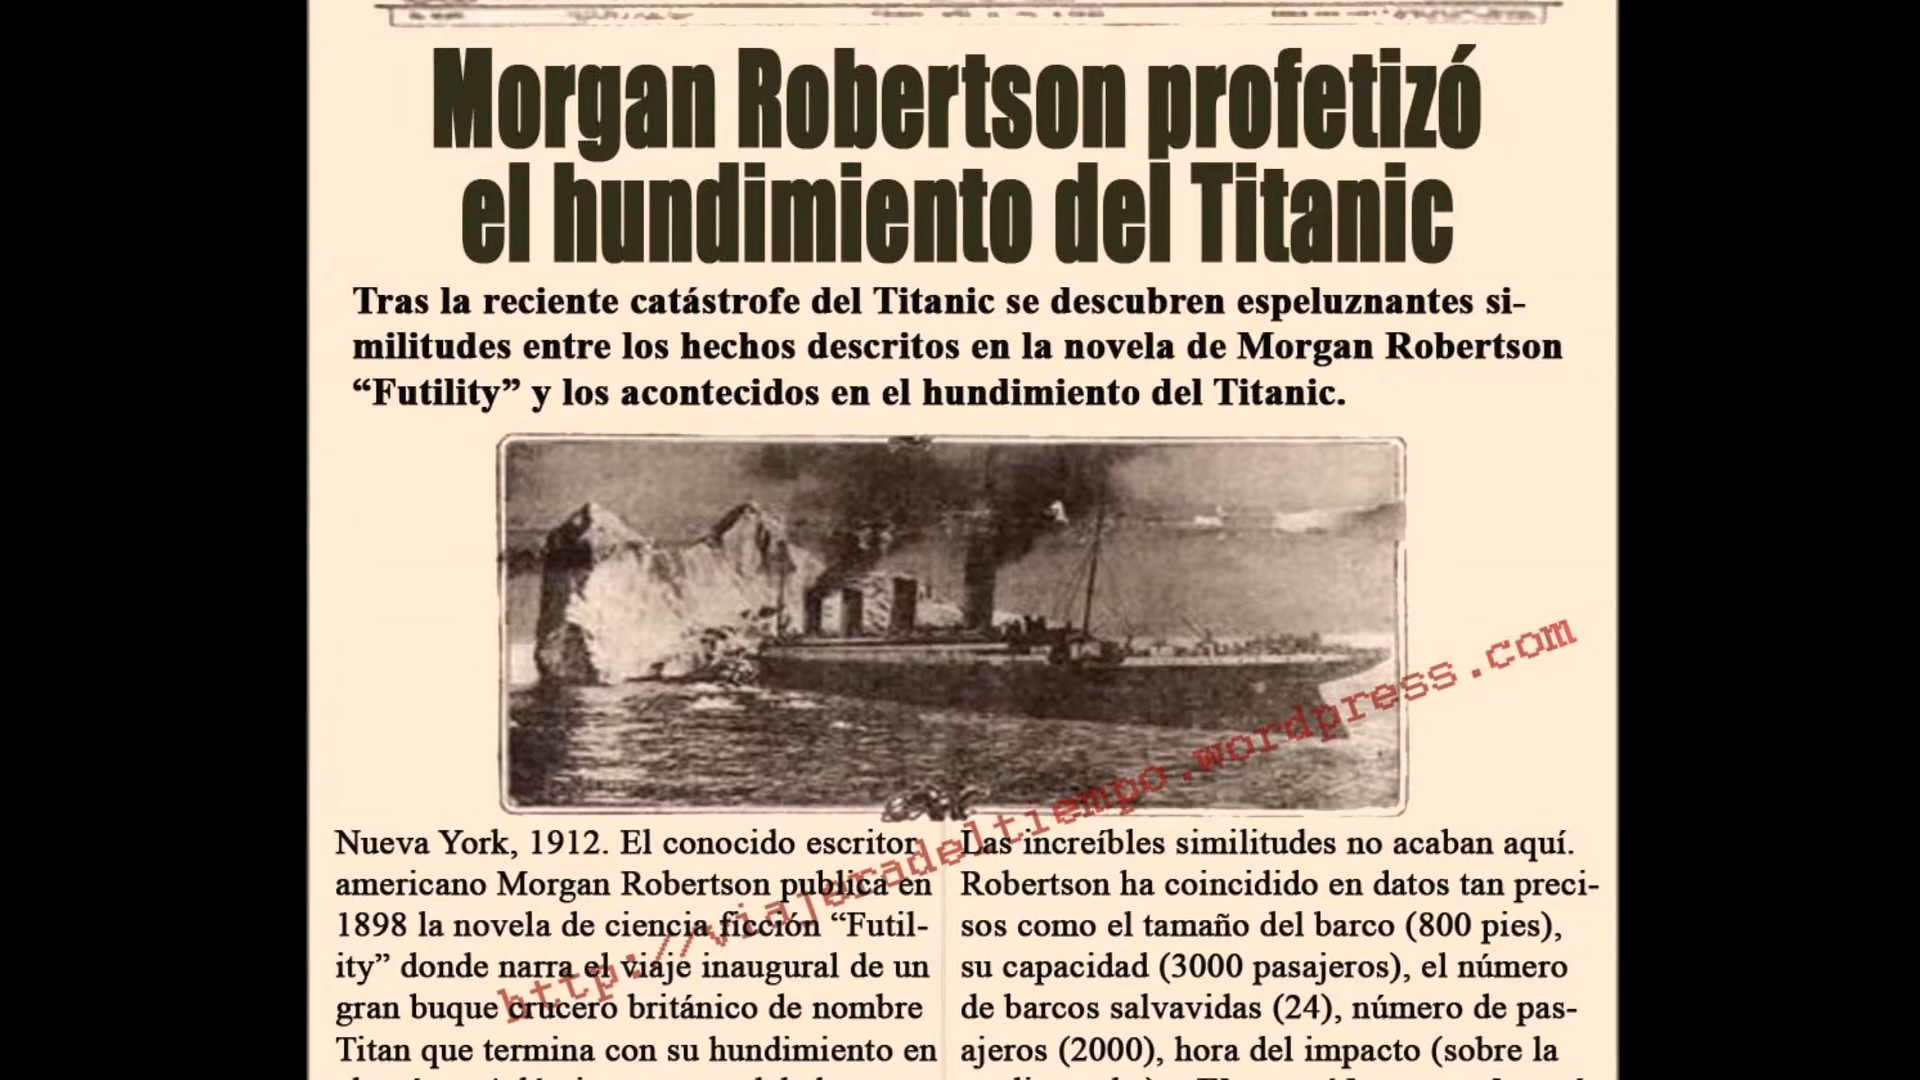 Morgan Robertson profetizó
el hundimiento del Titanic
Tras la reciente catástrofe del Titanic se descubren espeluznantes si-
militudes entre los hechos descritos en la novela de Morgan Robertson
“Futility” y los acontecidos en el hundimiento del Titanic.
Nueva York, 1912. El conocido escritor
americano Morgan Robertson publica en
1898 la novela de ciencia ficción “Futil-
ity” donde narra el viaje inaugural de un
gran buque crucero británico de nombre
Titan que termina con su hundimiento en
Las increíbles similitudes no acaban aquí.
Robertson ha coincidido en datos tan preci-
sos como el tamaño del barco (800 pies),
su capacidad (3000 pasajeros), el número
de barcos salvavidas (24), número de pas-
ajeros (2000), hora del impacto (sobre la
http://viajeradeltiempo.wordpress.com